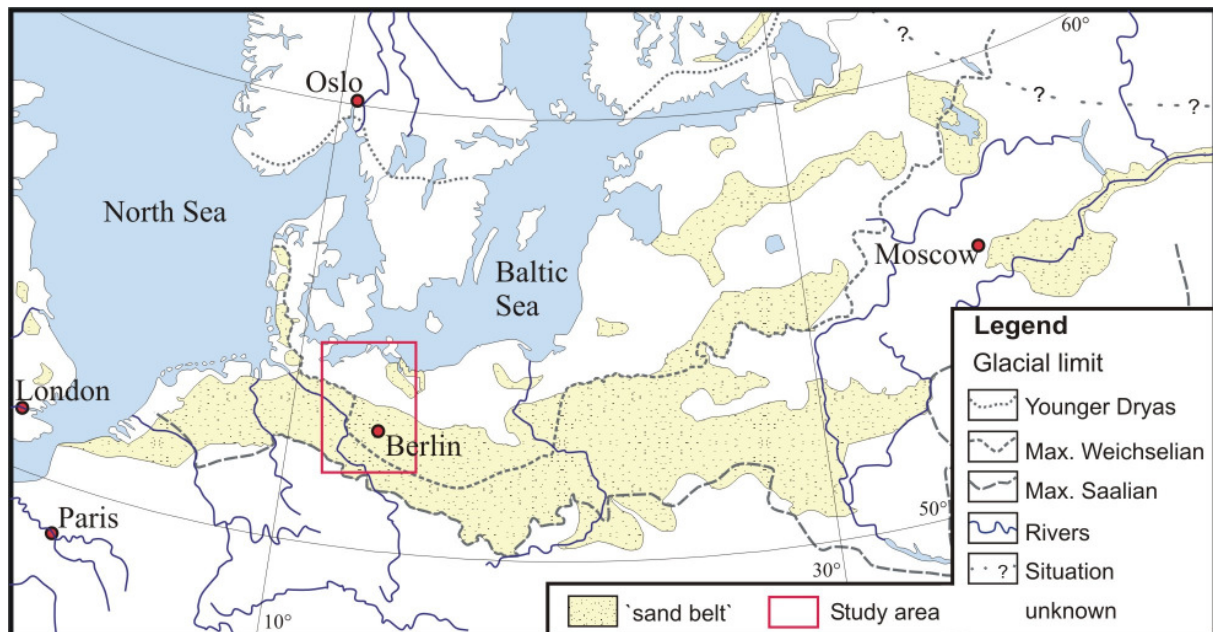 60°
?
Oslo
?
?
North Sea
Moscow
Baltic
Sea
Legend
Glacial limit
London
Younger Dryas
Berlin
Max. Weichselian
Max. Saalian
Paris
50°
Rivers
30°
? Situation
unknown
10°
`sand belt`
Study area